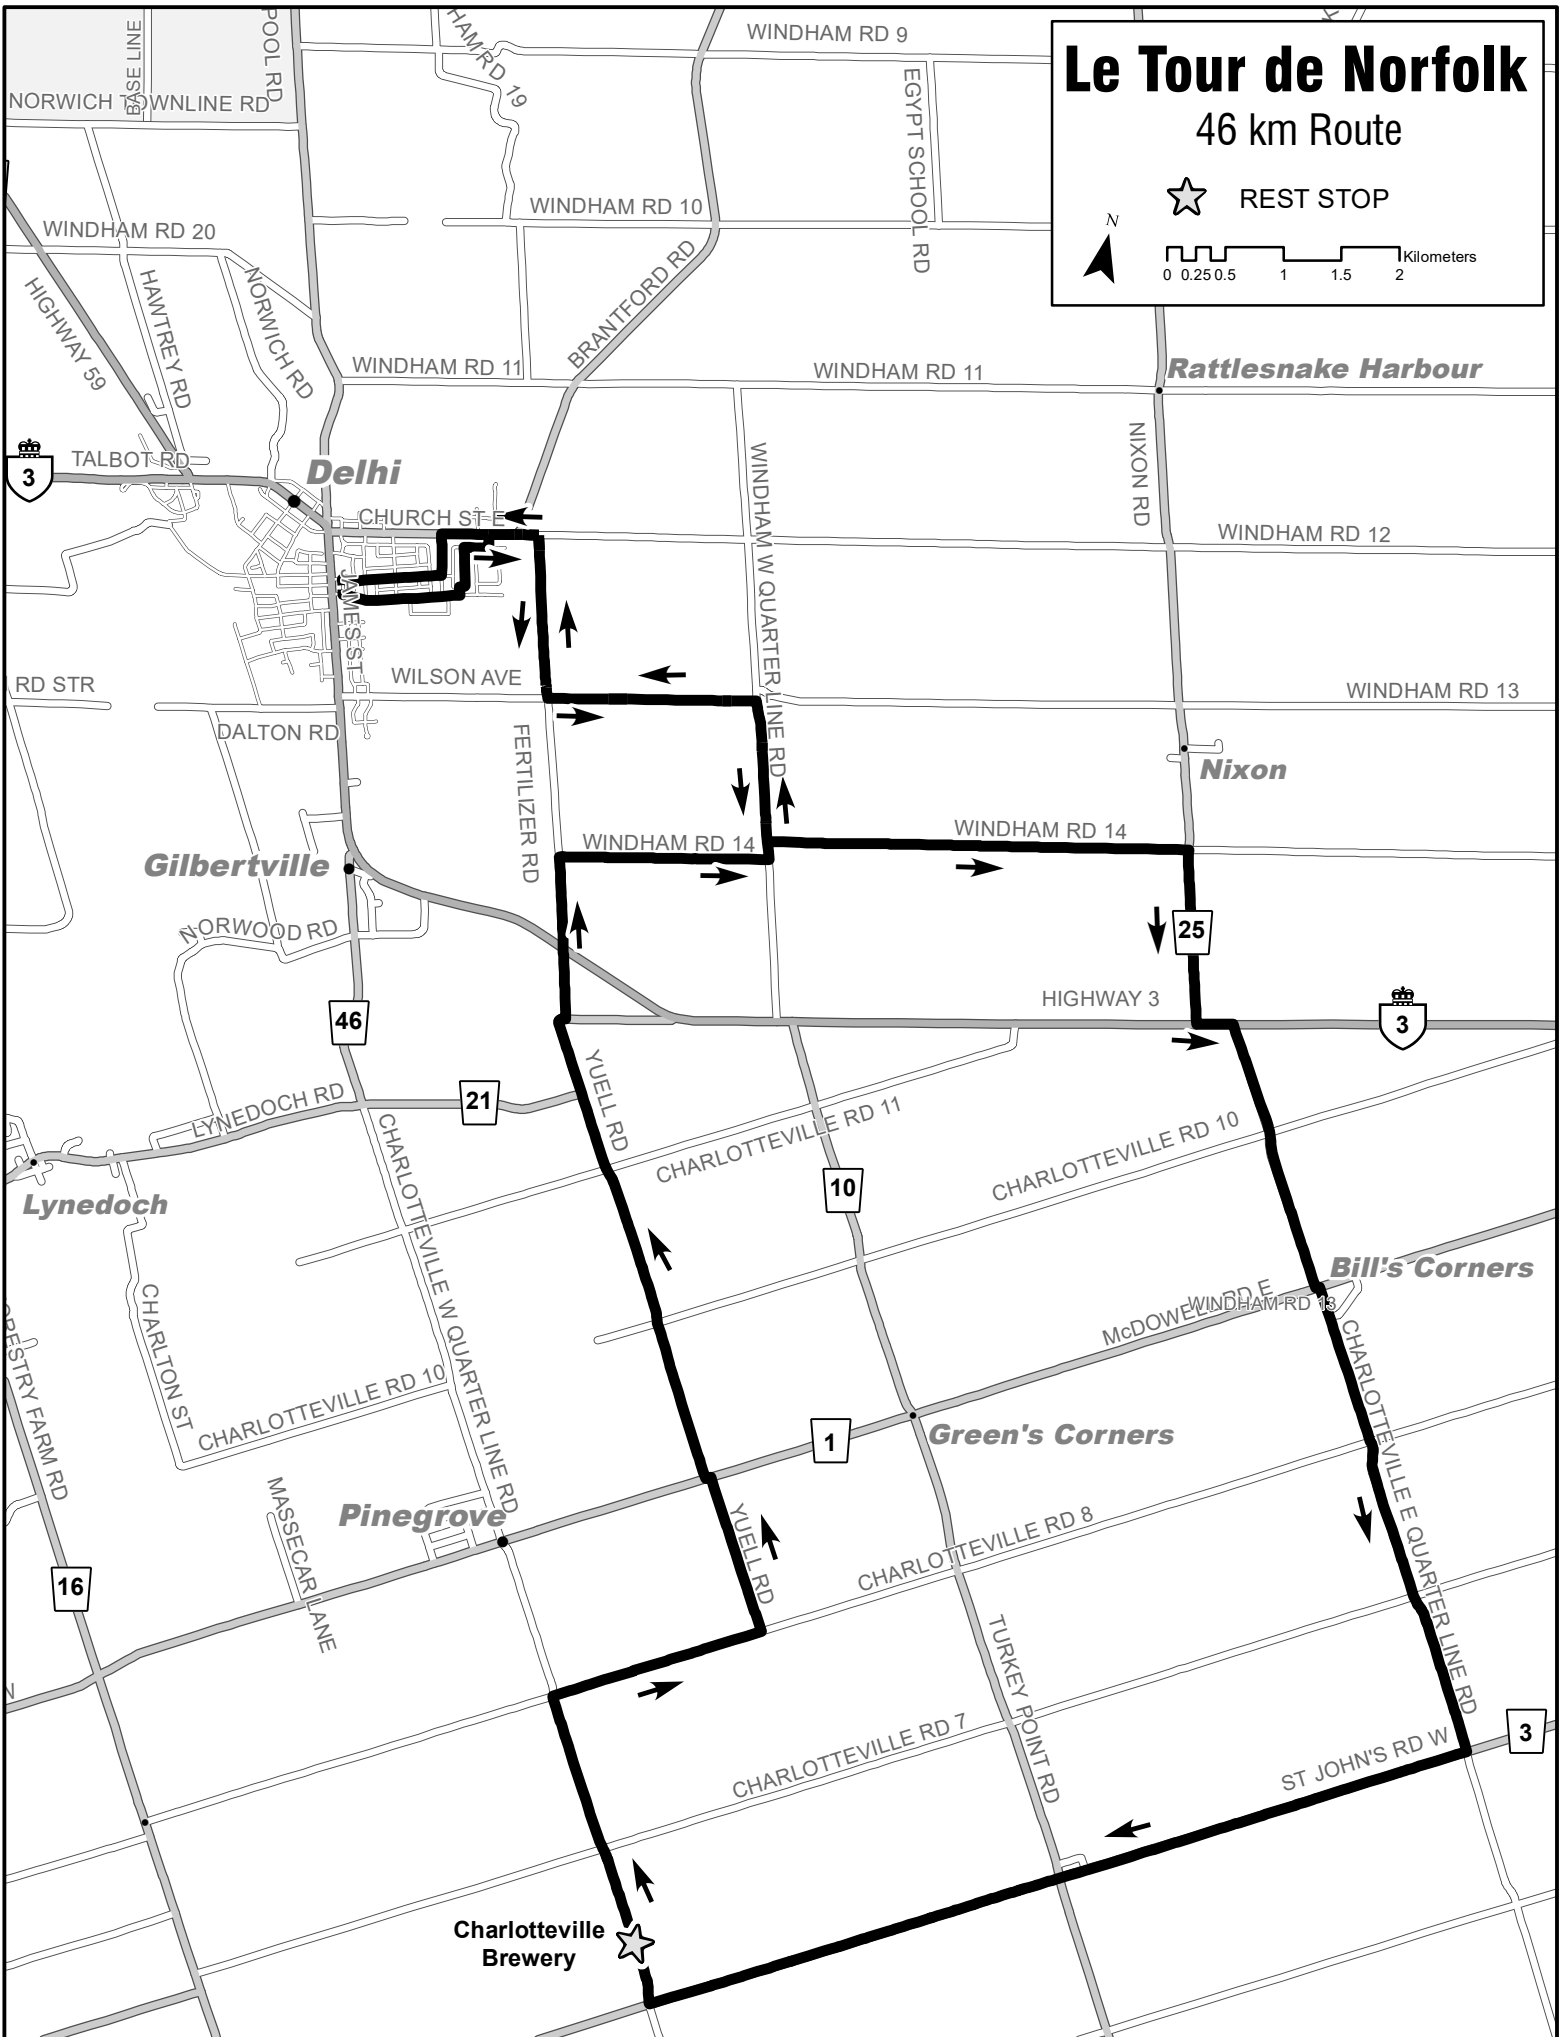 BASE LINE
POOL RD
HAM RD 19
WINDHAM RD 9
Le Tour de Norfolk
46 km Route
REST STOP
N
Kilometers
0 0.25 0.5 1 1.5 2
NORWICH TOWNLINE RD
EGYPT SCHOOL RD
WINDHAM RD 10
WINDHAM RD 20
HIGHWAY 59
HAWTREY RD
NORWICH RD
BRANTFORD RD
WINDHAM RD 11
WINDHAM RD 11
Rattlesnake Harbour
3
TALBOT RD
Delhi
NIXON RD
WINDHAM W QUARTER LINE RD
CHURCH ST E
WINDHAM RD 12
JAMES ST
RD STR
WILSON AVE
WINDHAM RD 13
DALTON RD
FERTILIZER RD
Nixon
WINDHAM RD 14
WINDHAM RD 14
Gilbertville
NORWOOD RD
25
HIGHWAY 3
46
3
YUELL RD
21
LYNEDOCH RD
CHARLOTTEVILLE RD 11
CHARLOTTEVILLE RD 10
Lynedoch
10
CHARLOTTEVILLE W QUARTER LINE RD
Bill's Corners
CHARLTON ST
WINDHAM RD 13
McDOWELL RD E
ORESTRY FARM RD
CHARLOTTEVILLE RD 10
CHARLOTTEVILLE E QUARTER LINE RD
1
Green's Corners
MASSECAR LANE
Pinegrove
YUELL RD
CHARLOTTEVILLE RD 8
16
TURKEY POINT RD
CHARLOTTEVILLE RD 7
ST JOHN'S RD W
3
Charlotteville
Brewery